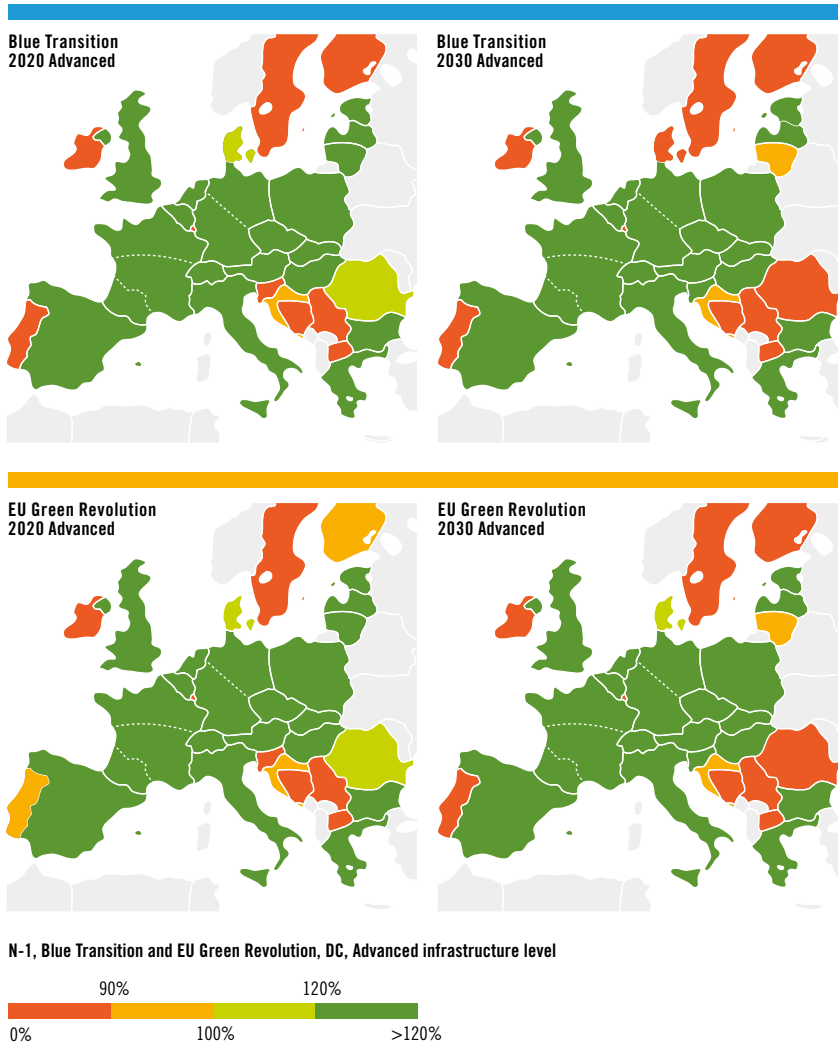 Blue Transition
2020 Advanced
Blue Transition
2030 Advanced
EU Green Revolution
2020 Advanced
EU Green Revolution
2030 Advanced
N-1, Blue Transition and EU Green Revolution, DC, Advanced infrastructure level
90% 120%
0% 100% >120%